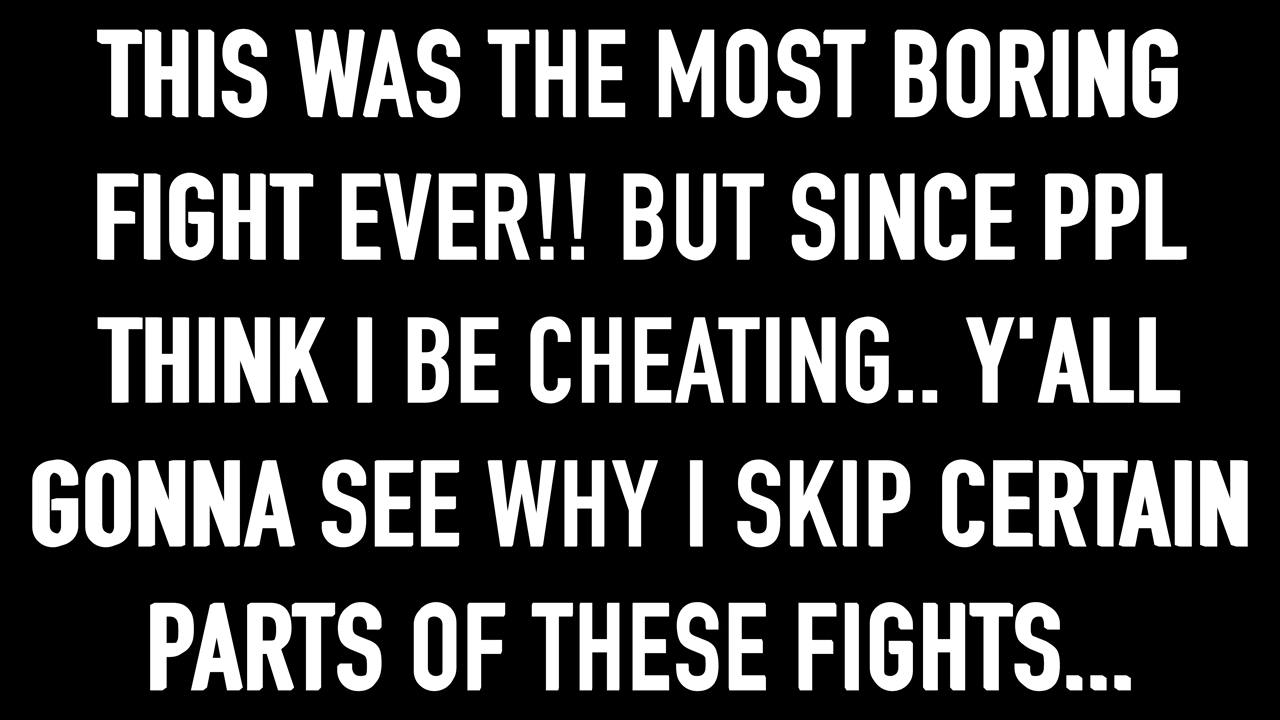 THIS WAS THE MOST BORING
FIGHT EVER!! BUT SINCE PPL
THINK I BE CHEATING.. Y'ALL
GONNA SEE WHY I SKIP CERTAIN
PARTS OF THESE FIGHTS...